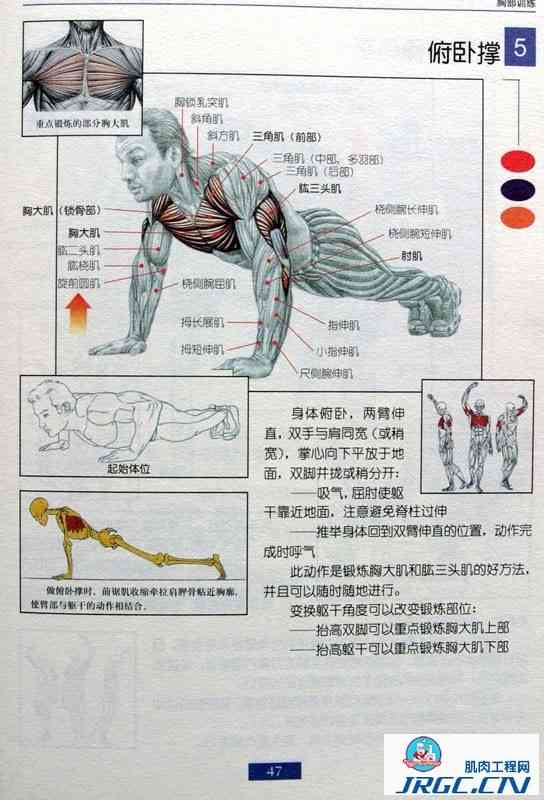 胸部训练
俯卧撑 5
重点锻炼的部分胸大肌
胸锁乳突肌
斜角肌
斜方肌
三角肌（前部）
三角肌（中部，多羽部）
三角肌（后部）
肱三头肌
胸大肌（锁骨部）
胸大肌
肱二头肌
肱桡肌
旋前圆肌
桡侧腕长伸肌
桡侧腕短伸肌
肘肌
桡侧腕屈肌
拇长展肌
拇短伸肌
指伸肌
小指伸肌
尺侧腕伸肌
起始体位
做俯卧撑时，前锯肌收缩牵拉肩胛骨贴近胸廓，
使臂部与躯干的动作相结合。
身体俯卧，两臂伸
直，双手与肩同宽（或稍
宽），掌心向下平放于地
面，双脚并拢或稍分开：
——吸气，屈肘使躯
干靠近地面，注意避免脊柱过伸
——推举身体回到双臂伸直的位置，动作完
成时呼气
此动作是锻炼胸大肌和肱三头肌的好方法，
并且可以随时随地进行。
变换躯干角度可以改变锻炼部位：
——抬高双脚可以重点锻炼胸大肌上部
——抬高躯干可以重点锻炼胸大肌下部
47
肌肉工程网
JRGC.CN